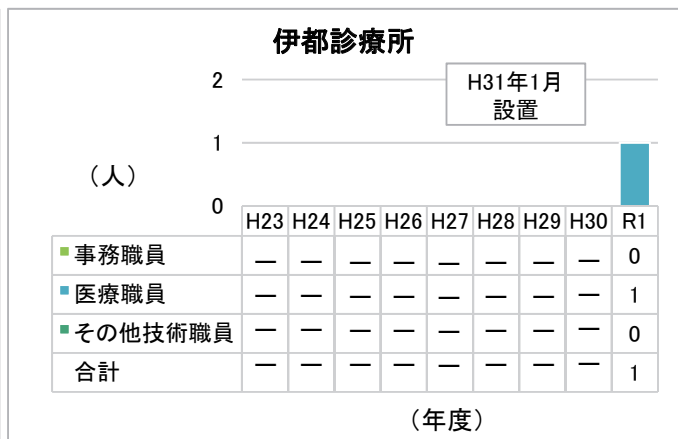 伊都診療所
2
H31年1月
設置
1
（人）
0
H23 H24 H25 H26 H27 H28 H29 H30 R1
事務職員 ー ー ー ー ー ー ー ー 0
医療職員 ー ー ー ー ー ー ー ー 1
その他技術職員 ー ー ー ー ー ー ー ー 0
合計 ー ー ー ー ー ー ー ー 1
（年度）